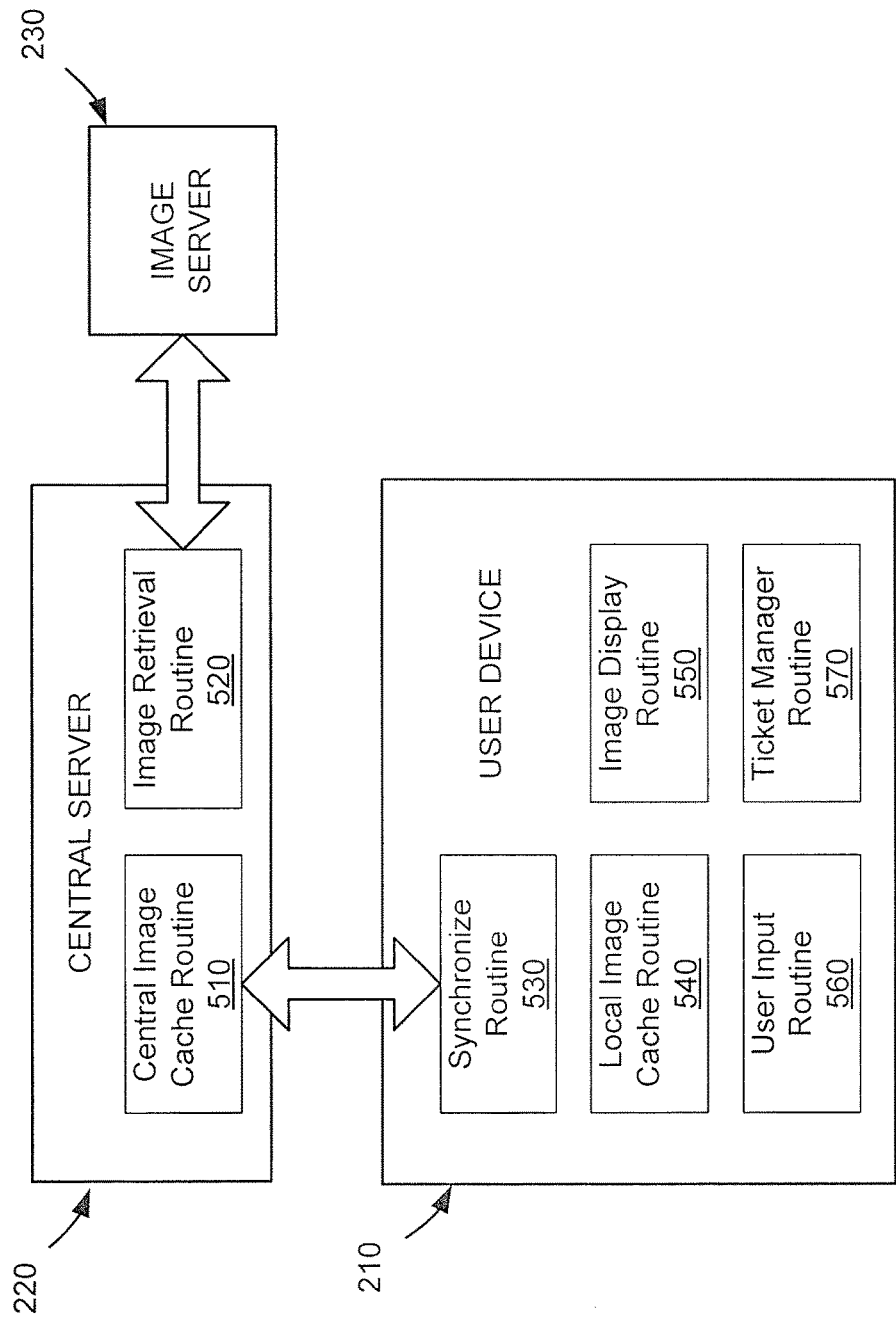 230
IMAGE
SERVER
220
CENTRAL SERVER
Central Image
Cache Routine
510
Image Retrieval
Routine
520
210
USER DEVICE
Synchronize
Routine
530
Local Image
Cache Routine
540
Image Display
Routine
550
User Input
Routine
560
Ticket Manager
Routine
570